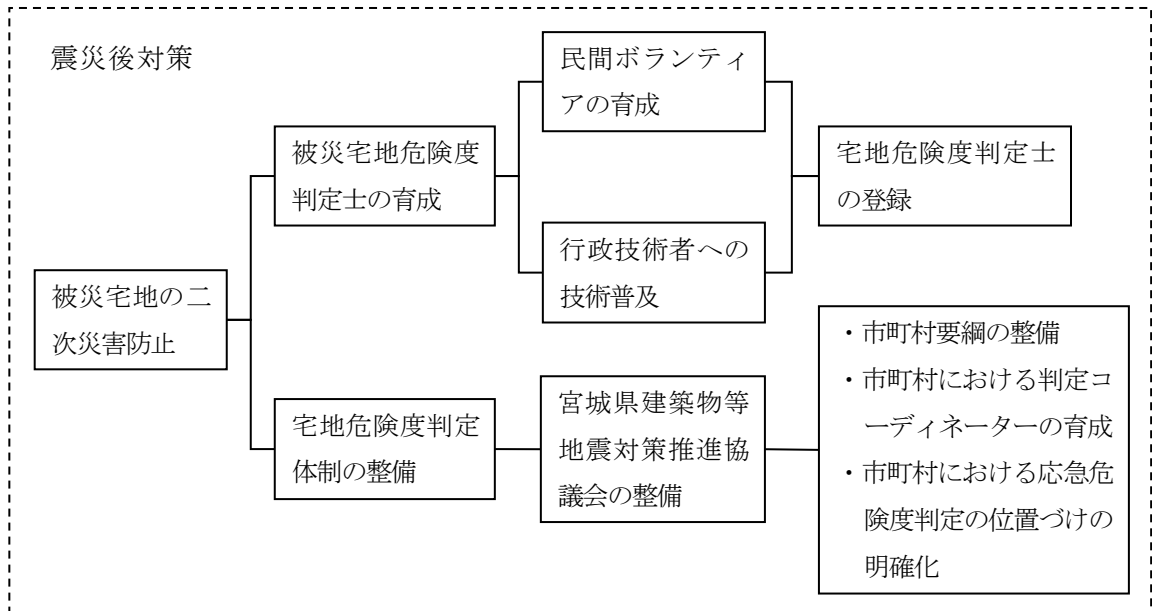 震災後対策
民間ボランティ
アの育成
被災宅地危険度
判定士の育成
宅地危険度判定士
の登録
行政技術者への
技術普及
被災宅地の二
次災害防止
宅地危険度判定
体制の整備
宮城県建築物等
地震対策推進協
議会の整備
・市町村要綱の整備
・市町村における判定コ
ーディネーターの育成
・市町村における応急危
険度判定の位置づけの
明確化